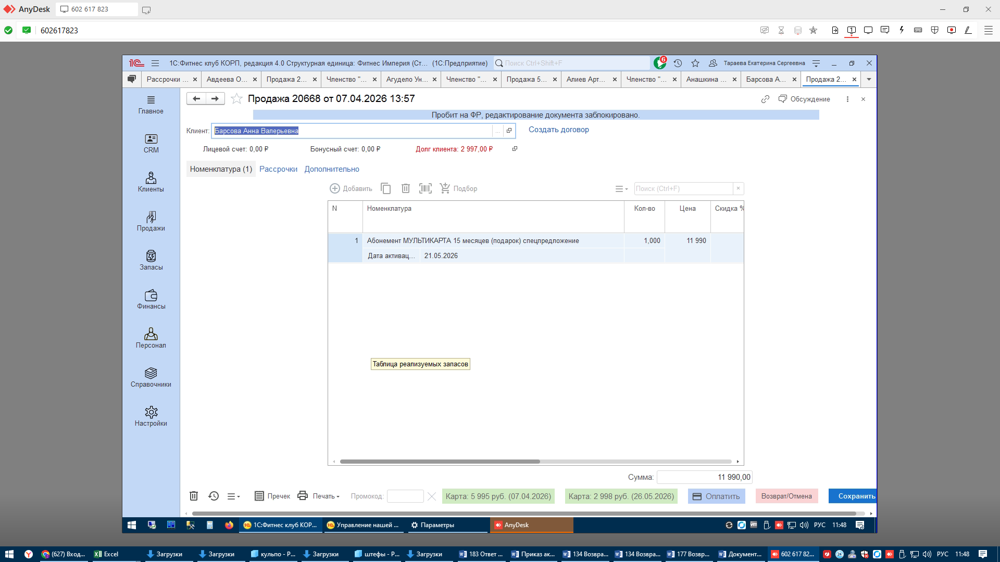 AnyDesk
602 617 823
602617823
1С:Фитнес клуб КОРП, редакция 4.0 Структурная единица: Фитнес Империя (Ст... (1С:Предприятие)
Поиск Ctrl+Shift+F
6
Тараева Екатерина Сергеевна
Рассрочки ...
Авдеева О...
Продажа 2...
Членство "...
Агудело Ун...
Членство "...
Продажа 5...
Алиев Арт...
Членство "...
Анашкина ...
Барсова А...
Продажа 2...
Главное
CRM
Клиенты
Продажи
Запасы
Финансы
Персонал
Справочники
Настройки
Продажа 20668 от 07.04.2026 13:57
Обсуждение
Пробит на ФР, редактирование документа заблокировано.
Клиент: Барсова Анна Валерьевна
...
Создать договор
Лицевой счет: 0,00 ₽
Бонусный счет: 0,00 ₽
Долг клиента: 2 997,00 ₽
Номенклатура (1)
Рассрочки
Дополнительно
Добавить
Подбор
Поиск (Ctrl+F)
N
Номенклатура
Кол-во
Цена
Скидка %
1
Абонемент МУЛЬТИКАРТА 15 месяцев (подарок) спецпредложение
1,000
11 990
Дата активац...
21.05.2026
Таблица реализуемых запасов
Сумма: 11 990,00
Пречек
Печать
Промокод:
Карта: 5 995 руб. (07.04.2026)
Карта: 2 998 руб. (26.05.2026)
Оплатить
Возврат/Отмена
Сохранить
1С:Фитнес клуб КОР...
Управление нашей ...
Параметры
AnyDesk
РУС
11:48
(627) Вход...
Excel
Загрузки
Загрузки
кульпо - P...
Загрузки
штефы - P...
Загрузки
183 Ответ ...
Приказ ак...
134 Возвра...
134 Возвра...
177 Возвр...
Документ...
602 617 82...
РУС
11:48